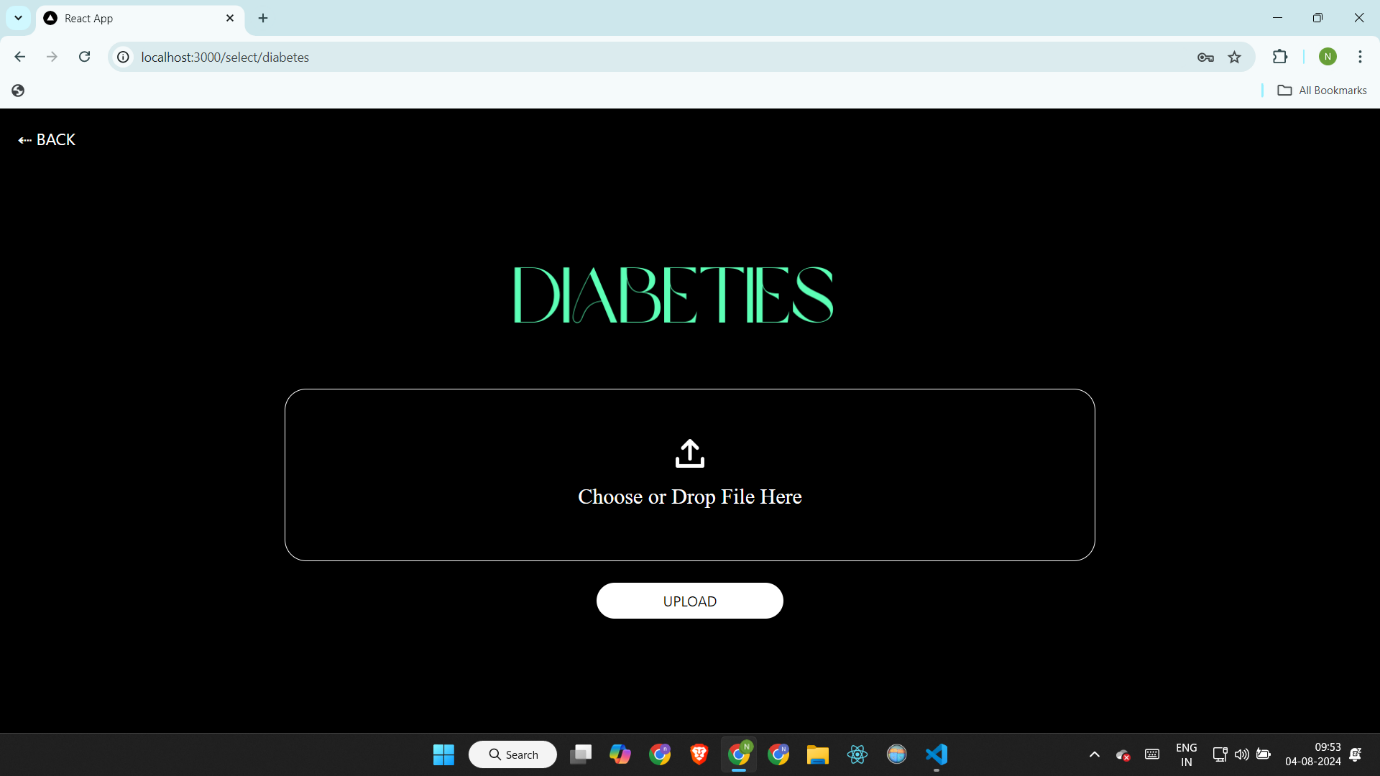 React App
localhost:3000/select/diabetes
N
All Bookmarks
⇠ BACK
DIABETIES
Choose or Drop File Here
UPLOAD
Search
ENG
IN
09:53
04-08-2024